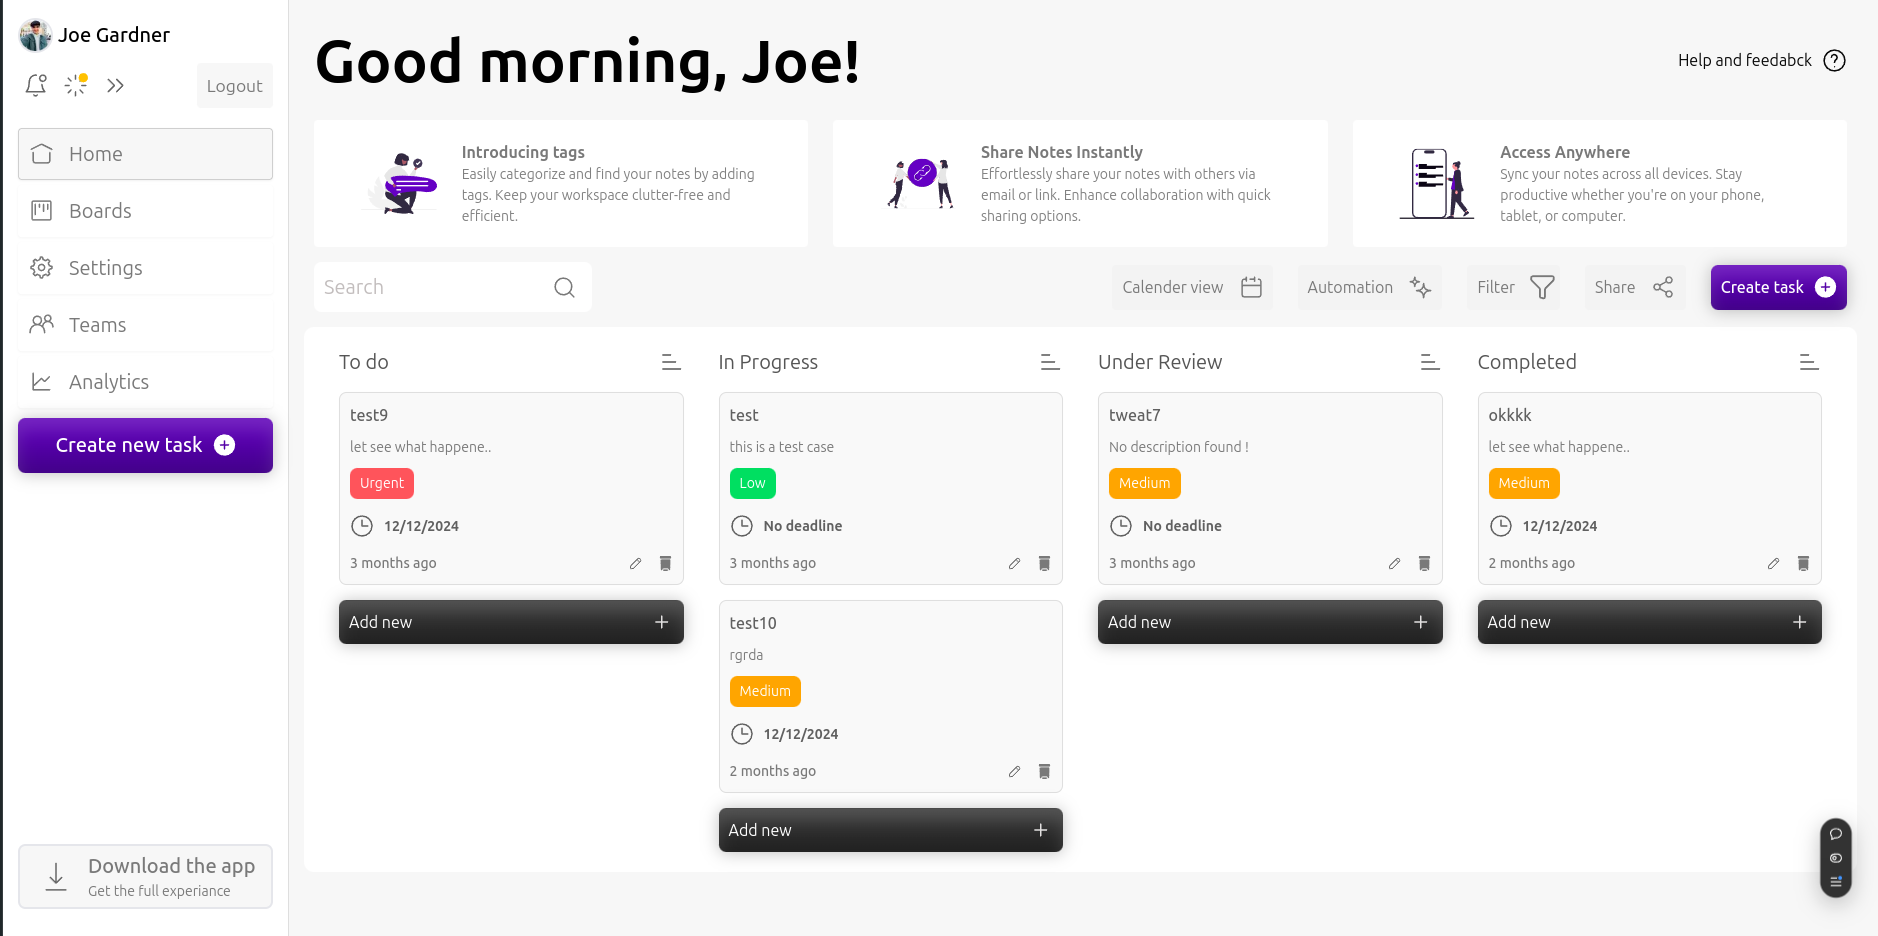 Joe Gardner
Logout
Home
Boards
Settings
Teams
Analytics
Create new task
Download the app
Get the full experiance
Good morning, Joe!
Help and feedabck
Introducing tags
Easily categorize and find your notes by adding
tags. Keep your workspace clutter-free and
efficient.
Share Notes Instantly
Effortlessly share your notes with others via
email or link. Enhance collaboration with quick
sharing options.
Access Anywhere
Sync your notes across all devices. Stay
productive whether you're on your phone,
tablet, or computer.
Search
Calender view
Automation
Filter
Share
Create task
To do
test9
let see what happene..
Urgent
12/12/2024
3 months ago
Add new
In Progress
test
this is a test case
Low
No deadline
3 months ago
test10
rgrda
Medium
12/12/2024
2 months ago
Add new
Under Review
tweat7
No description found !
Medium
No deadline
3 months ago
Add new
Completed
okkkk
let see what happene..
Medium
12/12/2024
2 months ago
Add new